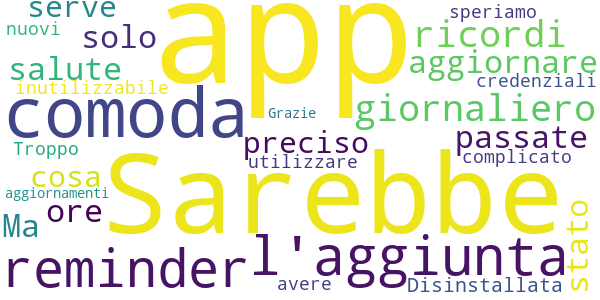 serve
app
speriamo
nuovi
solo
ricordi
salute
aggiornare
inutilizzabile
credenziali
comoda
Grazie
giornaliero
Troppo
preciso
passate
utilizzare
complicato
cosa
Sarebbe
aggiornamenti
ore
Ma
stato
reminder
l'aggiunta
avere
Disinstallata